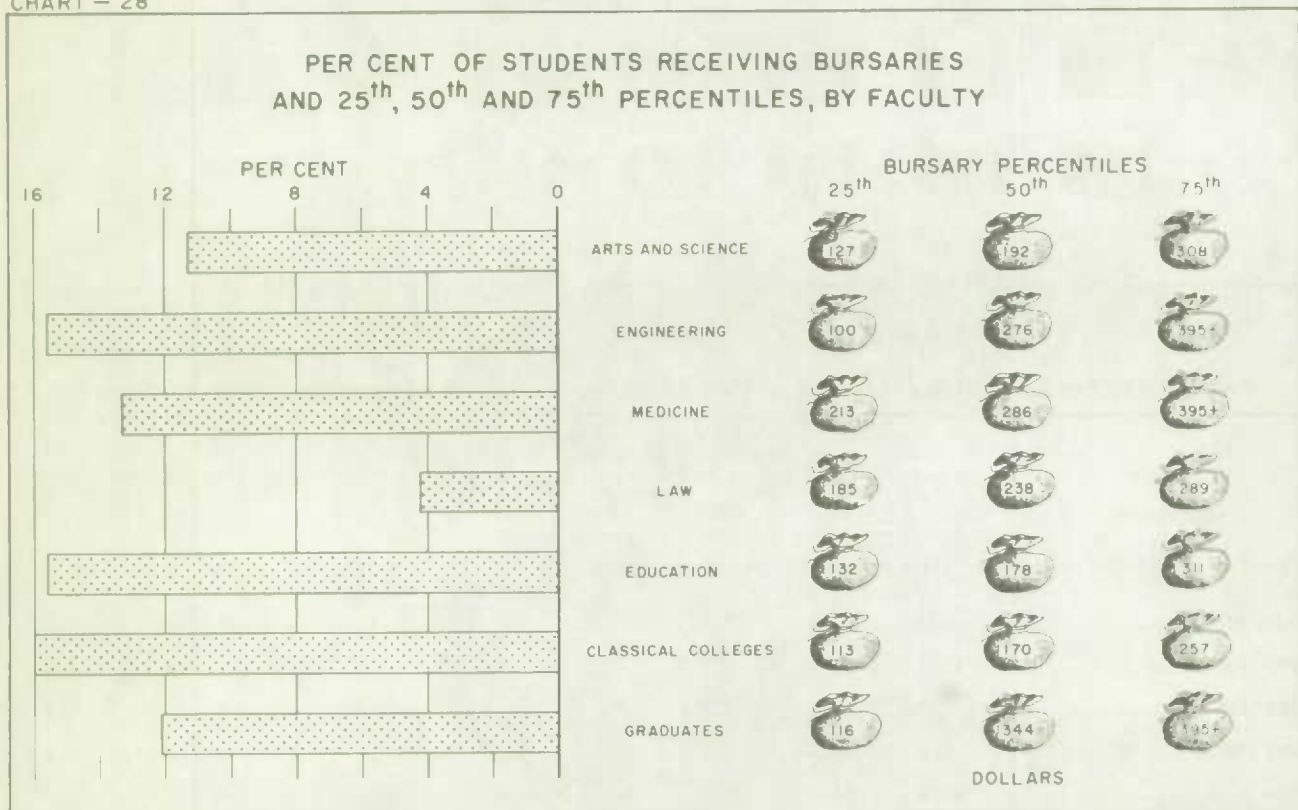 CHART — 28
PER CENT OF STUDENTS RECEIVING BURSARIES
AND 25th, 50th AND 75th PERCENTILES, BY FACULTY
PER CENT
16 12 8 4 0
BURSARY PERCENTILES
25th 50th 75th
ARTS AND SCIENCE 127 192 308
ENGINEERING 100 276 395+
MEDICINE 213 286 395+
LAW 185 238 289
EDUCATION 132 178 311
CLASSICAL COLLEGES 113 170 257
GRADUATES 116 344 395+
DOLLARS